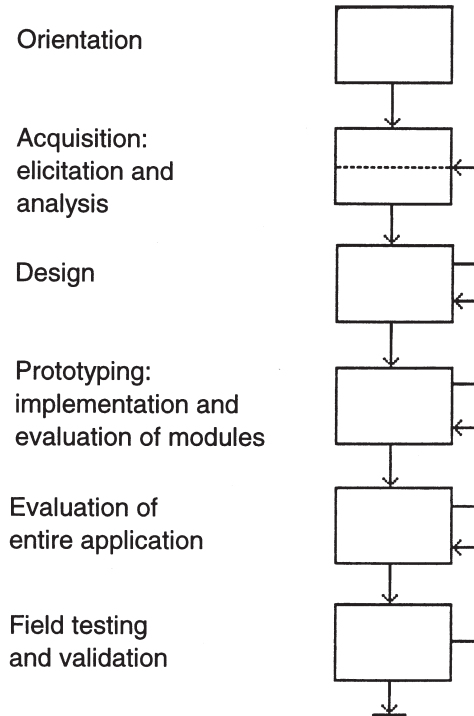 Orientation
Acquisition:
elicitation and
analysis
Design
Prototyping:
implementation and
evaluation of modules
Evaluation of
entire application
Field testing
and validation